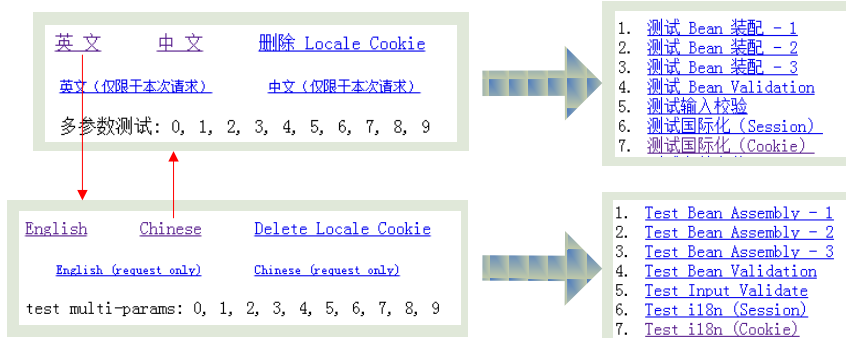 英 文 中 文 删除 Locale Cookie
英文（仅限于本次请求） 中文（仅限于本次请求）
多参数测试: 0, 1, 2, 3, 4, 5, 6, 7, 8, 9
1. 测试 Bean 装配 - 1
2. 测试 Bean 装配 - 2
3. 测试 Bean 装配 - 3
4. 测试 Bean Validation
5. 测试输入校验
6. 测试国际化（Session）
7. 测试国际化（Cookie）
English Chinese Delete Locale Cookie
English (request only) Chinese (request only)
test multi-params: 0, 1, 2, 3, 4, 5, 6, 7, 8, 9
1. Test Bean Assembly - 1
2. Test Bean Assembly - 2
3. Test Bean Assembly - 3
4. Test Bean Validation
5. Test Input Validate
6. Test i18n (Session)
7. Test i18n (Cookie)